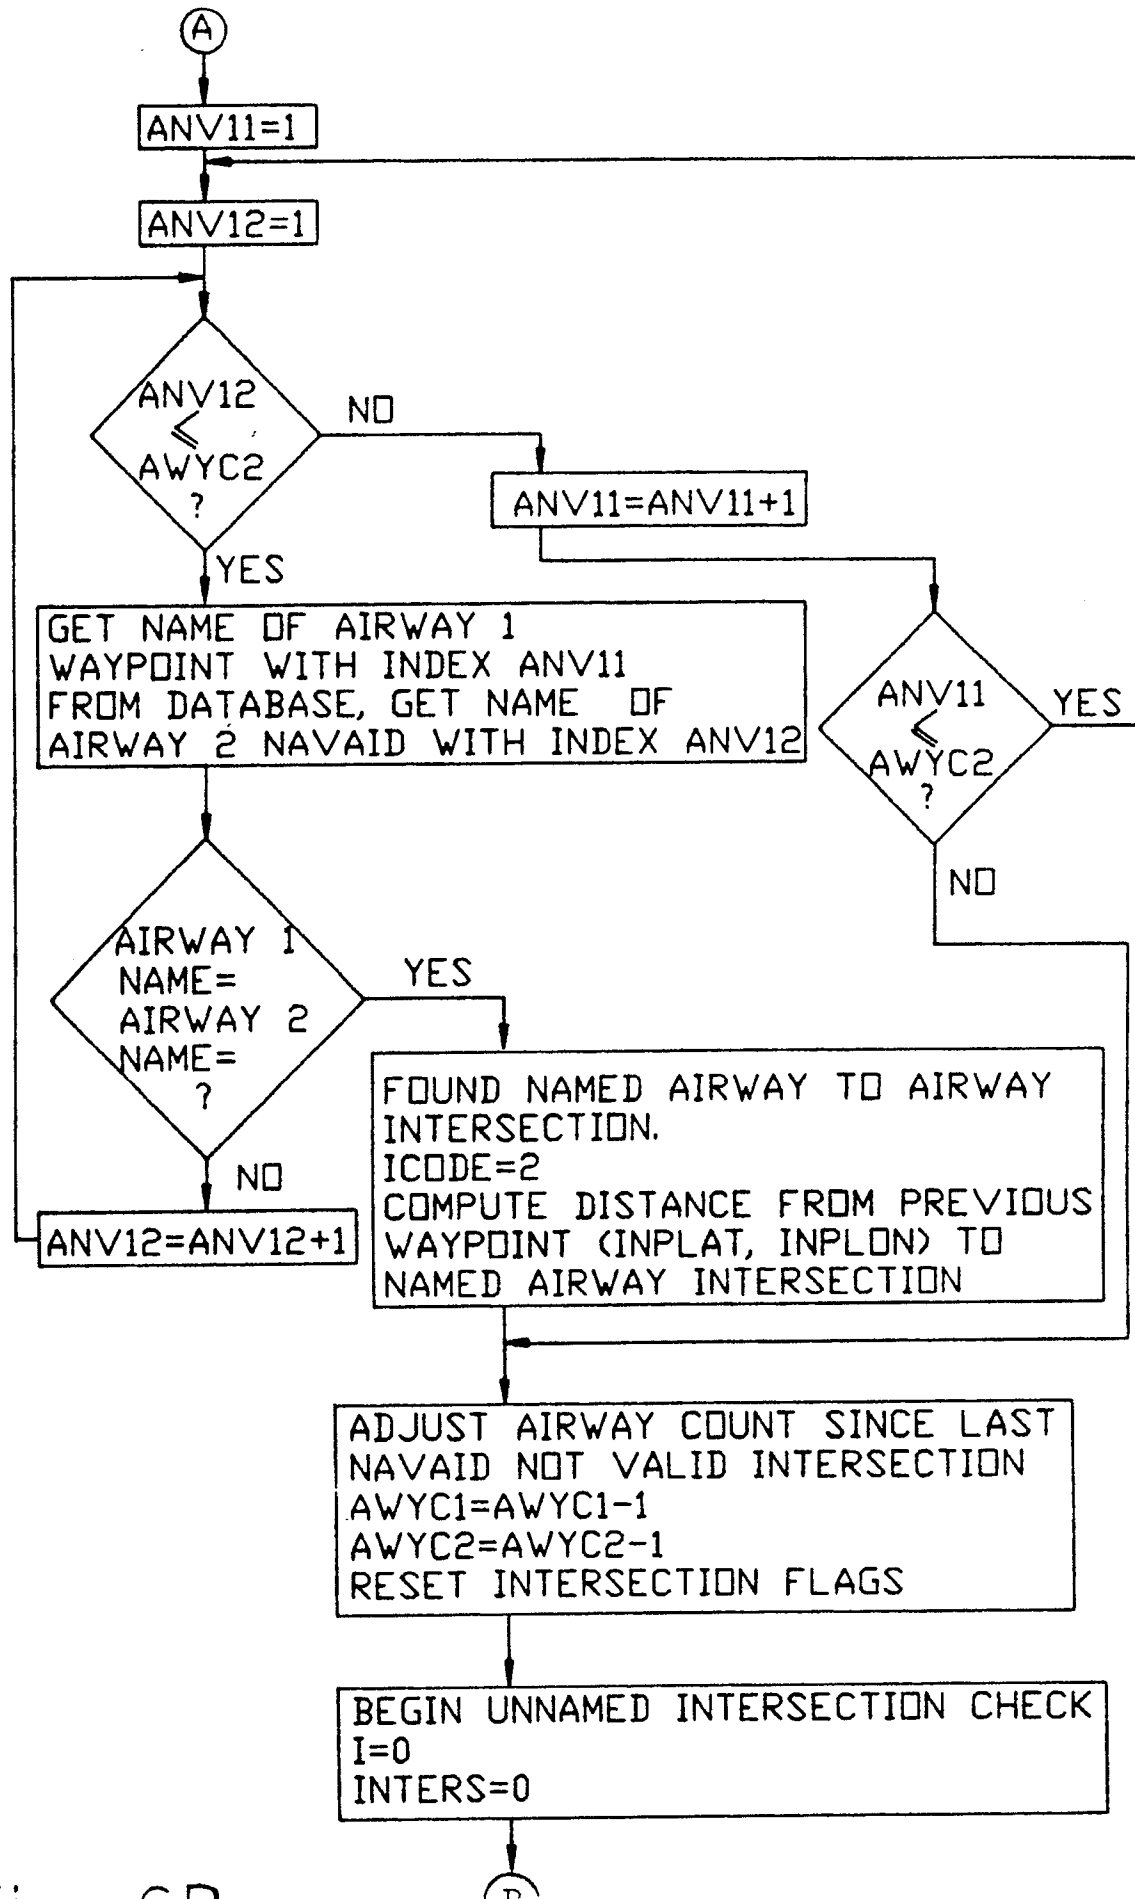 A
ANV11=1
ANV12=1
ANV12
≤
AWYC2
?
NO
ANV11=ANV11+1
YES
GET NAME OF AIRWAY 1
WAYPOINT WITH INDEX ANV11
FROM DATABASE, GET NAME OF
AIRWAY 2 NAVAID WITH INDEX ANV12
ANV11
≤
AWYC2
?
YES
NO
AIRWAY 1
NAME=
AIRWAY 2
NAME=
?
YES
NO
ANV12=ANV12+1
FOUND NAMED AIRWAY TO AIRWAY
INTERSECTION.
ICODE=2
COMPUTE DISTANCE FROM PREVIOUS
WAYPOINT (INPLAT, INPLON) TO
NAMED AIRWAY INTERSECTION
ADJUST AIRWAY COUNT SINCE LAST
NAVAID NOT VALID INTERSECTION
AWYC1=AWYC1-1
AWYC2=AWYC2-1
RESET INTERSECTION FLAGS
BEGIN UNNAMED INTERSECTION CHECK
I=0
INTERS=0